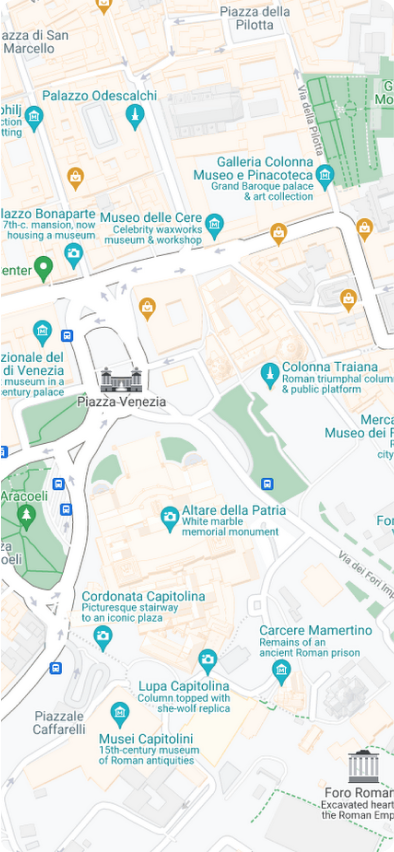 Piazza della
Pilotta
azza di San
Marcello
Palazzo Odescalchi
philj
ction
tting
Via della Pilotta
G
Mo
Galleria Colonna
Museo e Pinacoteca
Grand Baroque palace
& art collection
lazzo Bonaparte
7th-c. mansion, now
housing a museum
Museo delle Cere
Celebrity waxworks
museum & workshop
enter
zionale del
di Venezia
museum in a
entury palace
Colonna Traiana
Roman triumphal colum
& public platform
Piazza Venezia
Merca
Museo dei F
R
city
Aracoeli
za
oeli
Altare della Patria
White marble
memorial monument
For
Via dei Fori Imp
Cordonata Capitolina
Picturesque stairway
to an iconic plaza
Carcere Mamertino
Remains of an
ancient Roman prison
Lupa Capitolina
Column topped with
she-wolf replica
Piazzale
Caffarelli
Musei Capitolini
15th-century museum
of Roman antiquities
Foro Roman
Excavated heart
the Roman Emp